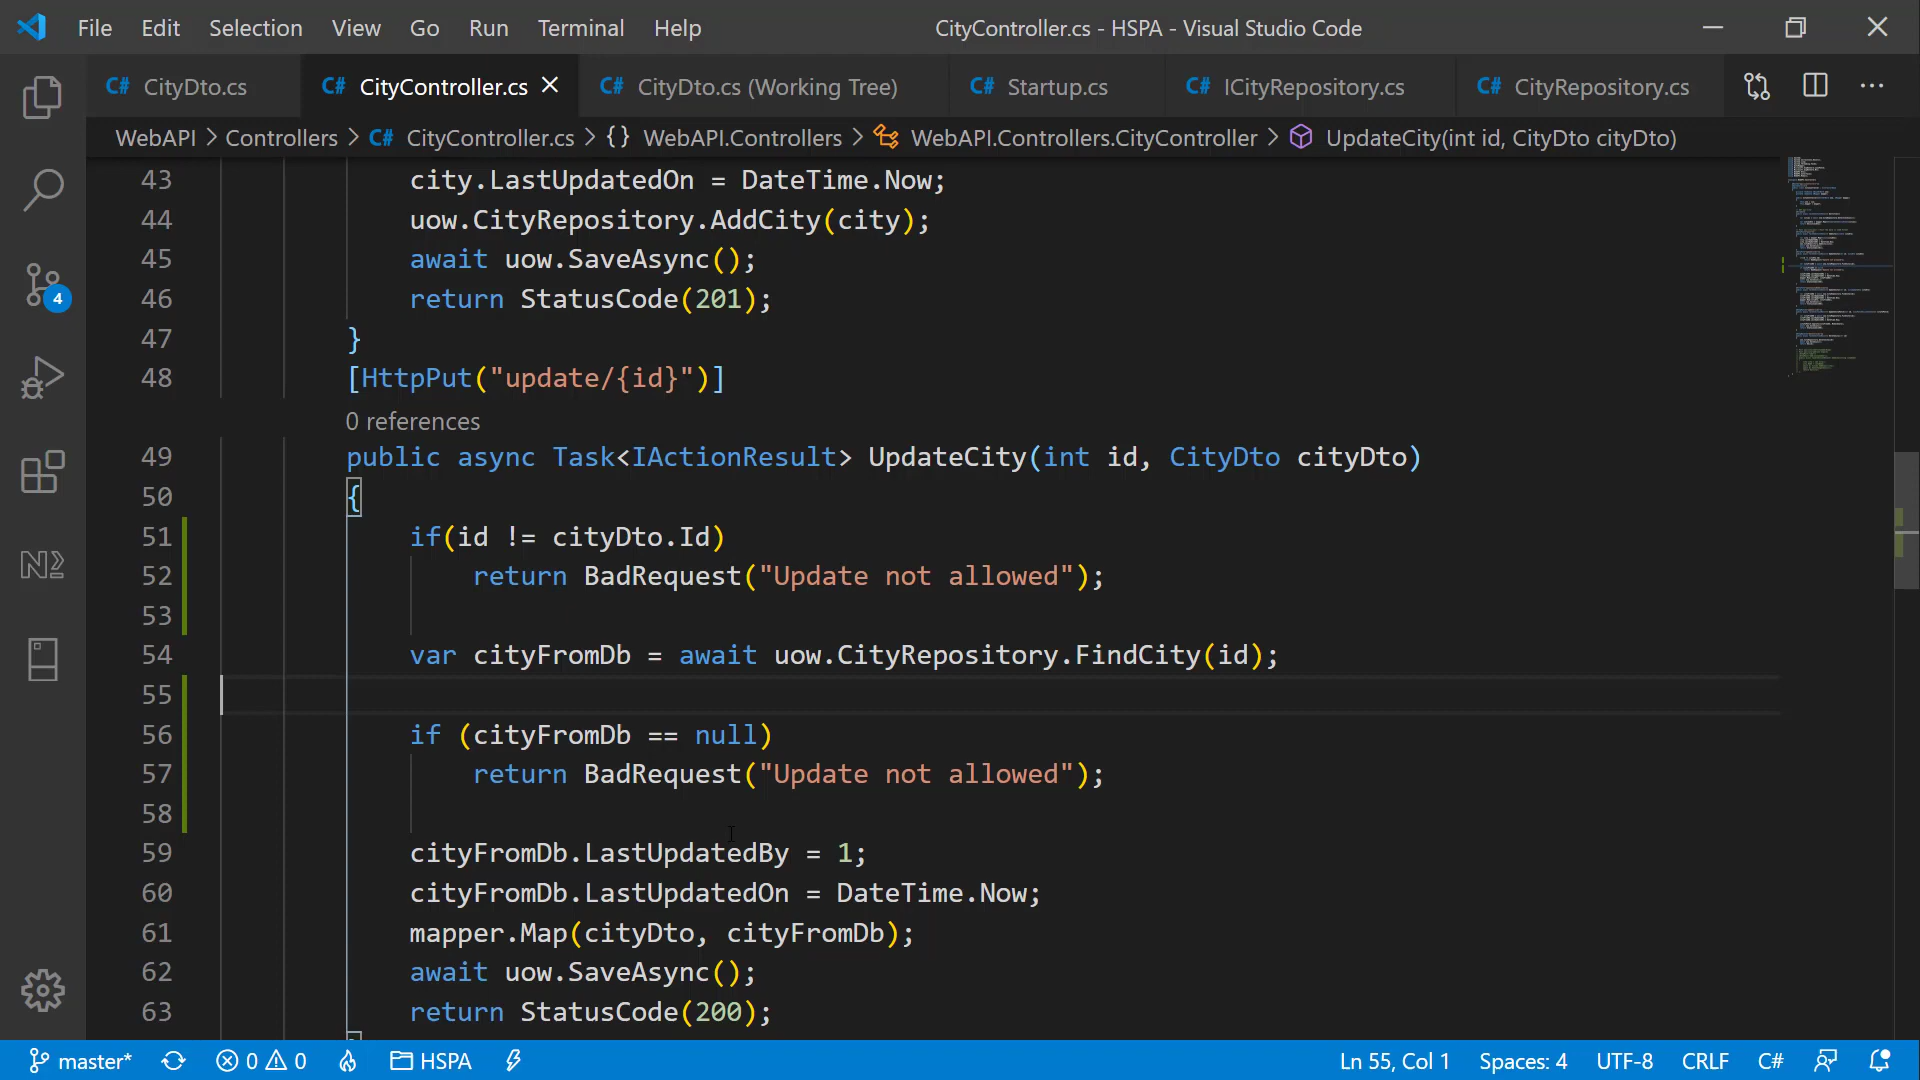 File Edit Selection View Go Run Terminal Help CityController.cs - HSPA - Visual Studio Code
C# CityDto.cs C# CityController.cs C# CityDto.cs (Working Tree) C# Startup.cs C# ICityRepository.cs C# CityRepository.cs ...
WebAPI > Controllers > C# CityController.cs > {} WebAPI.Controllers > WebAPI.Controllers.CityController > UpdateCity(int id, CityDto cityDto)
43 city.LastUpdatedOn = DateTime.Now;
44 uow.CityRepository.AddCity(city);
45 await uow.SaveAsync();
46 return StatusCode(201);
47 }
48 [HttpPut("update/{id}")]
0 references
49 public async Task<IActionResult> UpdateCity(int id, CityDto cityDto)
50 {
51 if(id != cityDto.Id)
52 return BadRequest("Update not allowed");
53
54 var cityFromDb = await uow.CityRepository.FindCity(id);
55
56 if (cityFromDb == null)
57 return BadRequest("Update not allowed");
58
59 cityFromDb.LastUpdatedBy = 1;
60 cityFromDb.LastUpdatedOn = DateTime.Now;
61 mapper.Map(cityDto, cityFromDb);
62 await uow.SaveAsync();
63 return StatusCode(200);
4
master* 0 0 HSPA Ln 55, Col 1 Spaces: 4 UTF-8 CRLF C#